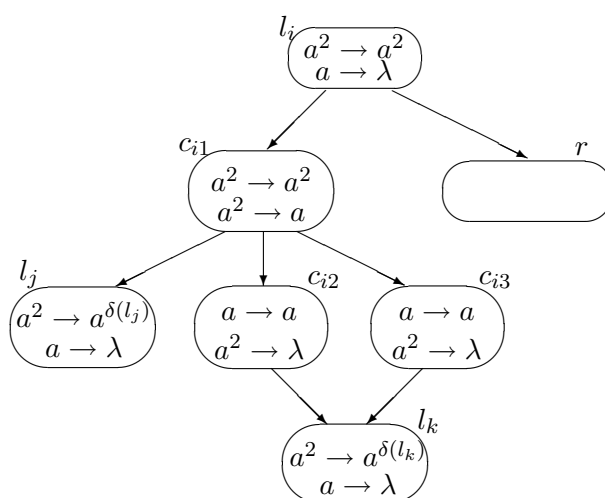 l_i
a^2 → a^2
a → λ
c_{i1}
r
a^2 → a^2
a^2 → a
l_j
c_{i2}
c_{i3}
a^2 → a^{δ(l_j)}
a → λ
a → a
a^2 → λ
a → a
a^2 → λ
l_k
a^2 → a^{δ(l_k)}
a → λ